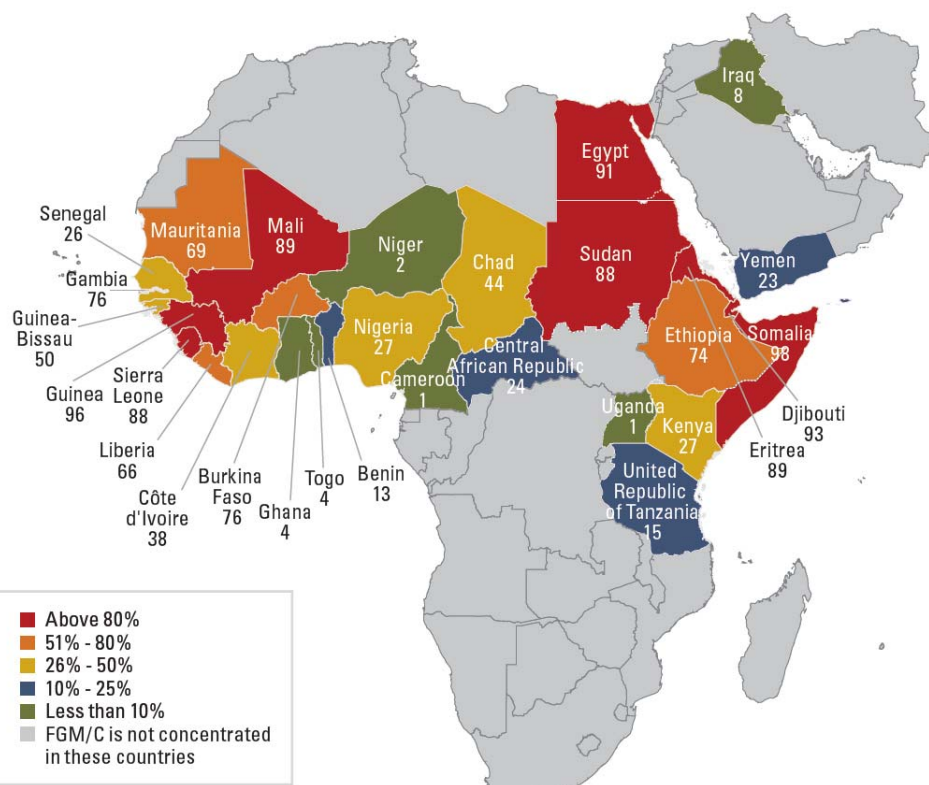 Iraq
8
Egypt
91
Senegal
26
Mauritania
69
Mali
89
Niger
2
Chad
44
Sudan
88
Yemen
23
Gambia
76
Guinea-
Bissau
50
Nigeria
27
Ethiopia
74
Somalia
98
Guinea
96
Sierra
Leone
88
Central
African Republic
24
Cameroon
1
Uganda
1
Kenya
27
Djibouti
93
Eritrea
89
Liberia
66
Côte
d'Ivoire
38
Burkina
Faso
76
Ghana
4
Togo
4
Benin
13
United
Republic
of Tanzania
15
Above 80%
51% - 80%
26% - 50%
10% - 25%
Less than 10%
FGM/C is not concentrated
in these countries